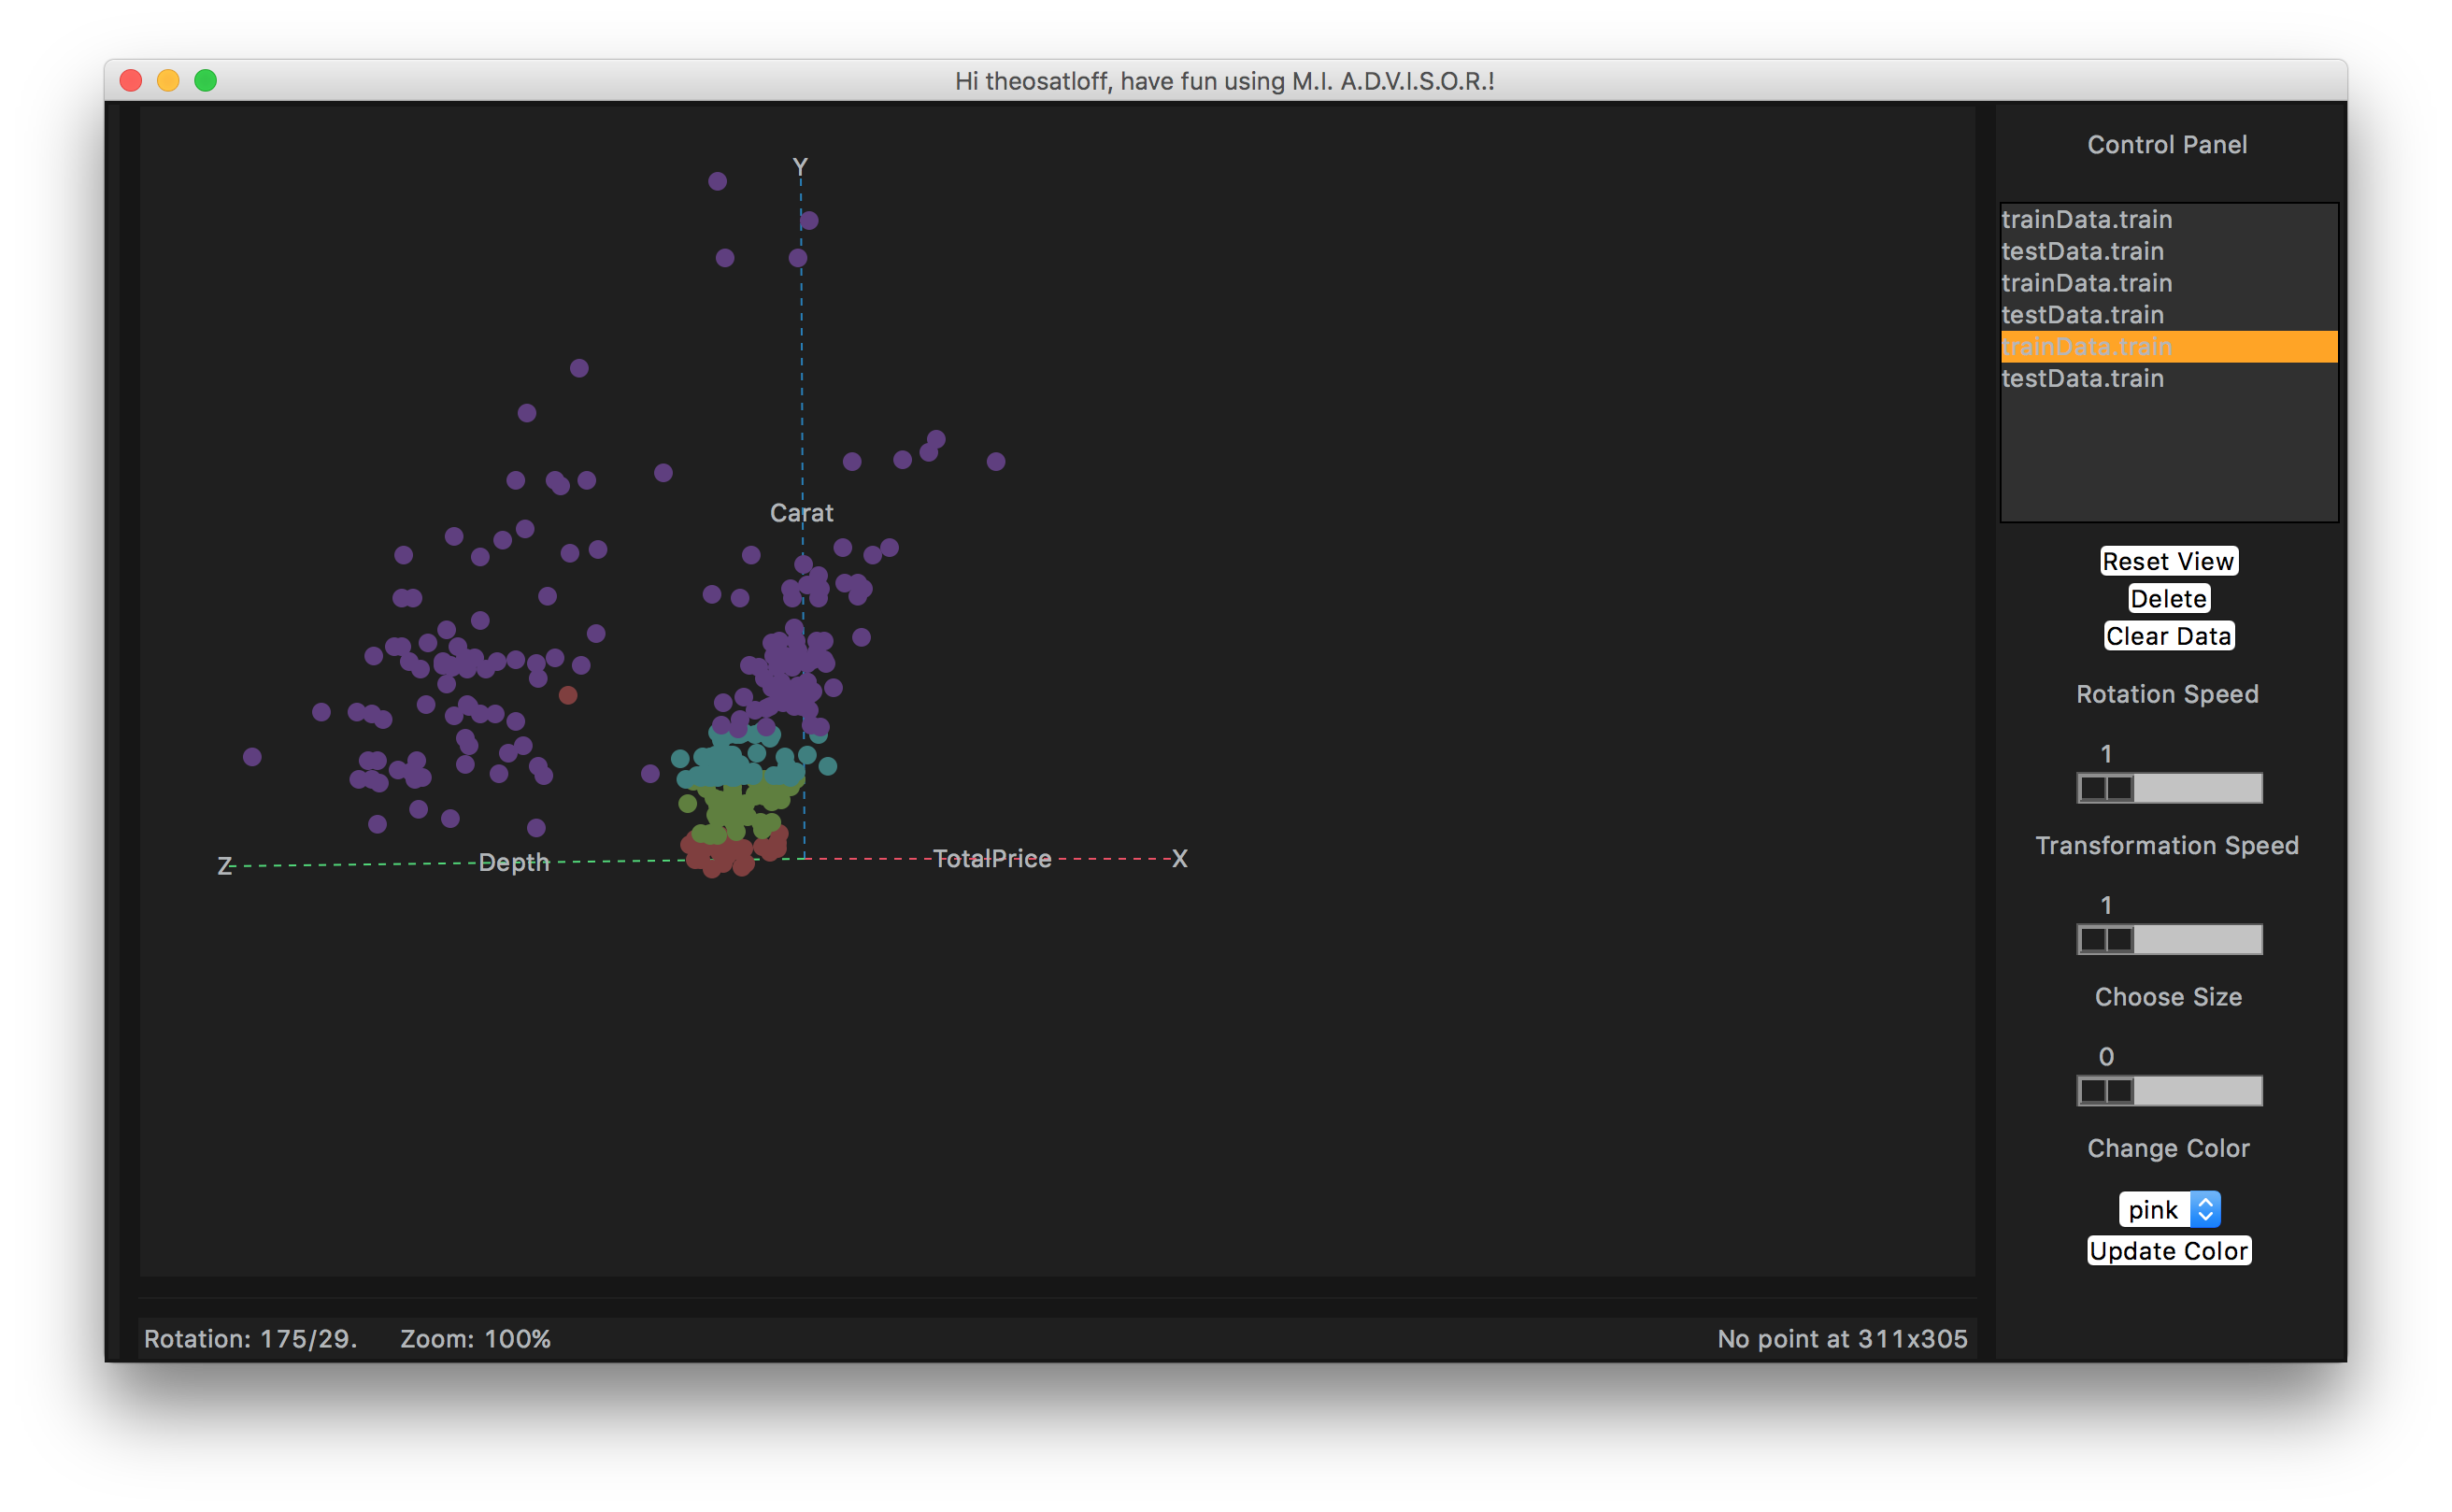 Hi theosatloff, have fun using M.I. A.D.V.I.S.O.R.!
Y
Carat
Z
Depth
TotalPrice
X
Rotation: 175/29.
Zoom: 100%
No point at 311x305
Control Panel
trainData.train
testData.train
trainData.train
testData.train
trainData.train
testData.train
Reset View
Delete
Clear Data
Rotation Speed
1
Transformation Speed
1
Choose Size
0
Change Color
pink
Update Color